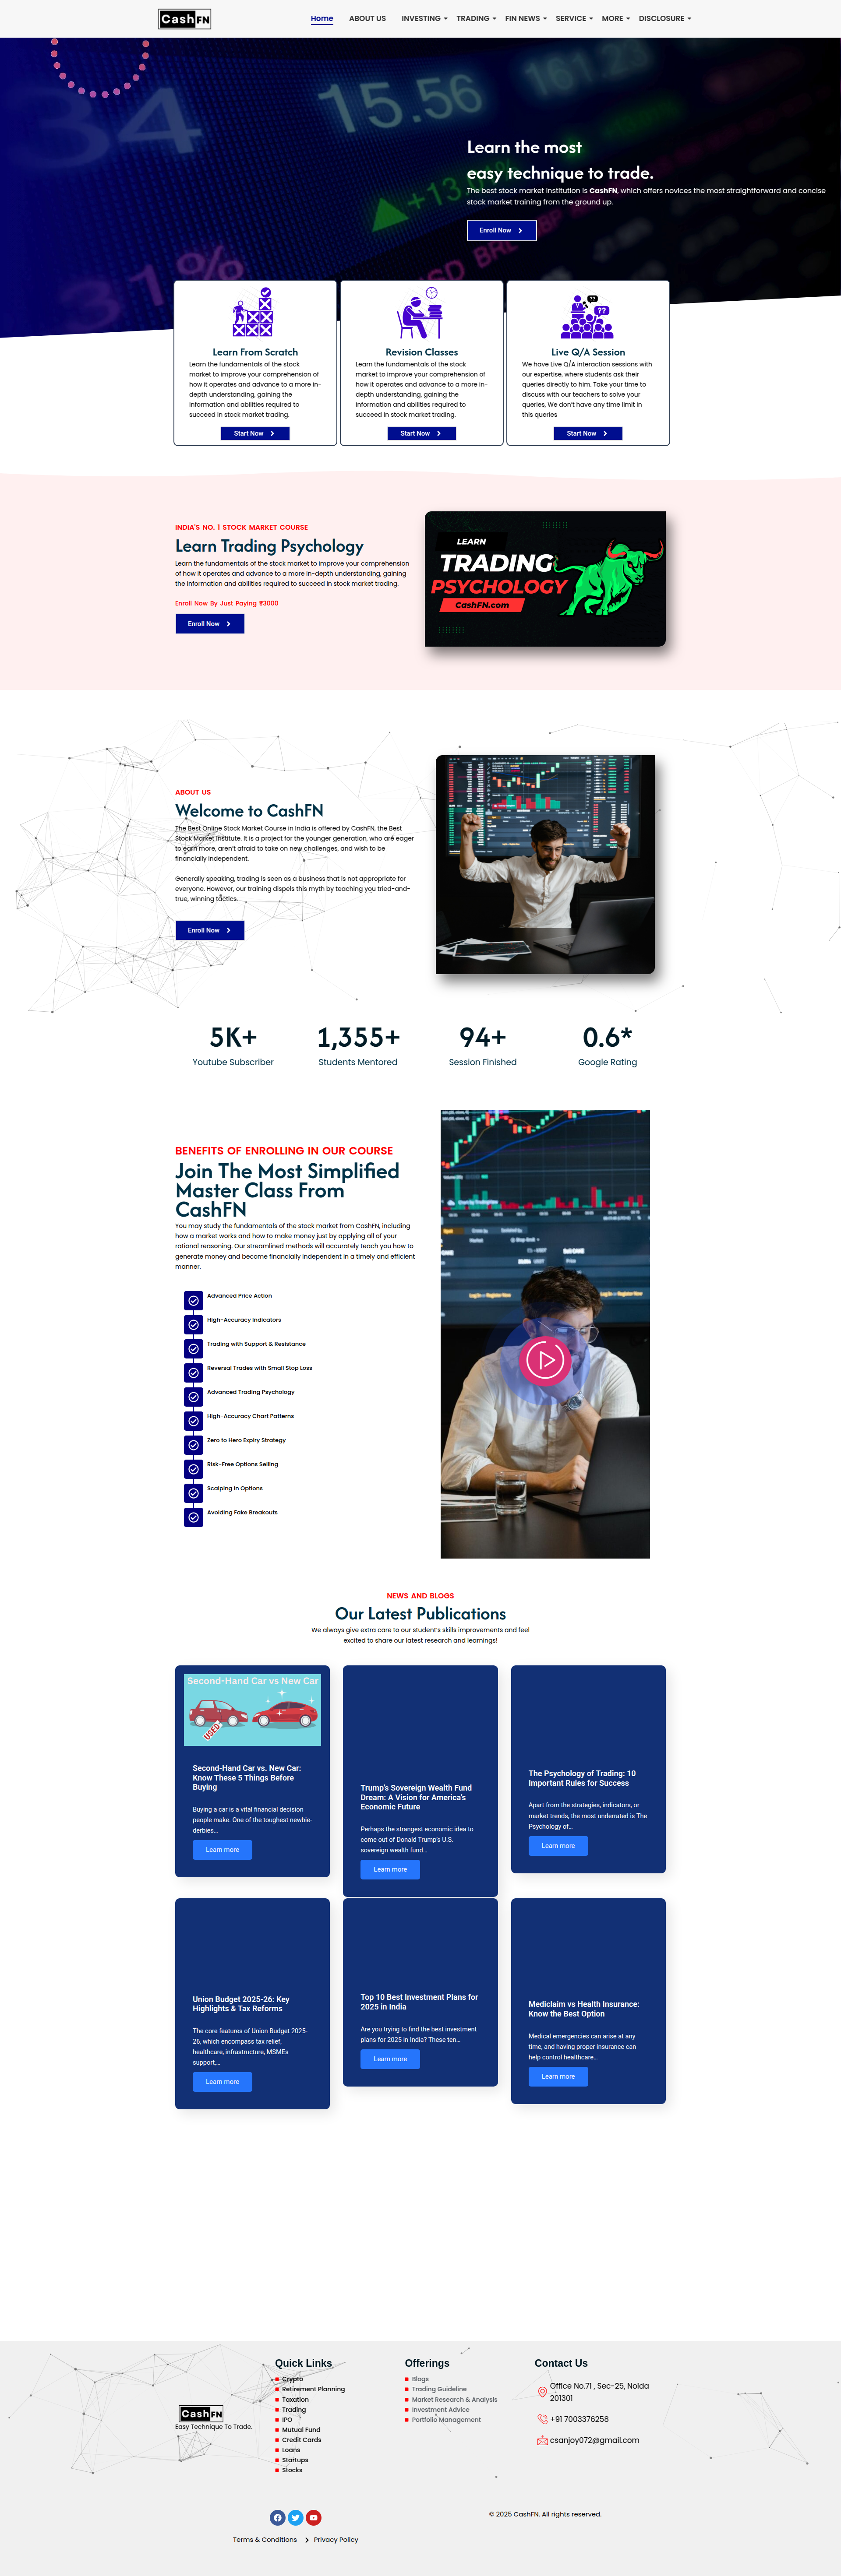 CashFN
Home
ABOUT US
INVESTING
TRADING
FIN NEWS
SERVICE
MORE
DISCLOSURE
34
15.56
+13.01%
Learn the most
easy technique to trade.
The best stock market institution is CashFN, which offers novices the most straightforward and concise
stock market training from the ground up.
Enroll Now
Learn From Scratch
Learn the fundamentals of the stock
market to improve your comprehension of
how it operates and advance to a more in-
depth understanding, gaining the
information and abilities required to
succeed in stock market trading.
Start Now
Revision Classes
Learn the fundamentals of the stock
market to improve your comprehension of
how it operates and advance to a more in-
depth understanding, gaining the
information and abilities required to
succeed in stock market trading.
Start Now
Live Q/A Session
We have Live Q/A interaction sessions with
our expertise, where students ask their
queries directly to him. Take your time to
discuss with our teachers to solve your
queries, We don't have any time limit in
this queries
Start Now
INDIA'S NO. 1 STOCK MARKET COURSE
Learn Trading Psychology
Learn the fundamentals of the stock market to improve your comprehension
of how it operates and advance to a more in-depth understanding, gaining
the information and abilities required to succeed in stock market trading.
Enroll Now By Just Paying ₹3000
Enroll Now
LEARN
TRADING
PSYCHOLOGY
CashFN.com
ABOUT US
Welcome to CashFN
The Best Online Stock Market Course in India is offered by CashFN, the Best
Stock Market Institute. It is a project for the younger generation, who are eager
to earn more, aren't afraid to take on new challenges, and wish to be
financially independent.
Generally speaking, trading is seen as a business that is not appropriate for
everyone. However, our training dispels this myth by teaching you tried-and-
true, winning tactics.
Enroll Now
5K+
Youtube Subscriber
1,355+
Students Mentored
94+
Session Finished
0.6*
Google Rating
BENEFITS OF ENROLLING IN OUR COURSE
Join The Most Simplified
Master Class From
CashFN
You may study the fundamentals of the stock market from CashFN, including
how a market works and how to make money just by applying all of your
rational reasoning. Our streamlined methods will accurately teach you how to
generate money and become financially independent in a timely and efficient
manner.
Advanced Price Action
High-Accuracy Indicators
Trading with Support & Resistance
Reversal Trades with Small Stop Loss
Advanced Trading Psychology
High-Accuracy Chart Patterns
Zero to Hero Expiry Strategy
Risk-Free Options Selling
Scalping in Options
Avoiding Fake Breakouts
NEWS AND BLOGS
Our Latest Publications
We always give extra care to our student's skills improvements and feel
excited to share our latest research and learnings!
Second-Hand Car vs New Car
USED
Second-Hand Car vs. New Car:
Know These 5 Things Before
Buying
Buying a car is a vital financial decision
people make. One of the toughest newbie-
derbies...
Learn more
Trump's Sovereign Wealth Fund
Dream: A Vision for America's
Economic Future
Perhaps the strangest economic idea to
come out of Donald Trump's U.S.
sovereign wealth fund...
Learn more
The Psychology of Trading: 10
Important Rules for Success
Apart from the strategies, indicators, or
market trends, the most underrated is The
Psychology of...
Learn more
Union Budget 2025-26: Key
Highlights & Tax Reforms
The core features of Union Budget 2025-
26, which encompass tax relief,
healthcare, infrastructure, MSMEs
support,...
Learn more
Top 10 Best Investment Plans for
2025 in India
Are you trying to find the best investment
plans for 2025 in India? These ten...
Learn more
Mediclaim vs Health Insurance:
Know the Best Option
Medical emergencies can arise at any
time, and having proper insurance can
help control healthcare...
Learn more
CashFN
Easy Technique To Trade.
Quick Links
Crypto
Retirement Planning
Taxation
Trading
IPO
Mutual Fund
Credit Cards
Loans
Startups
Stocks
Offerings
Blogs
Trading Guideline
Market Research & Analysis
Investment Advice
Portfolio Management
Contact Us
Office No.71 , Sec-25, Noida
201301
+91 7003376258
csanjoy072@gmail.com
Terms & Conditions
Privacy Policy
© 2025 CashFN. All rights reserved.